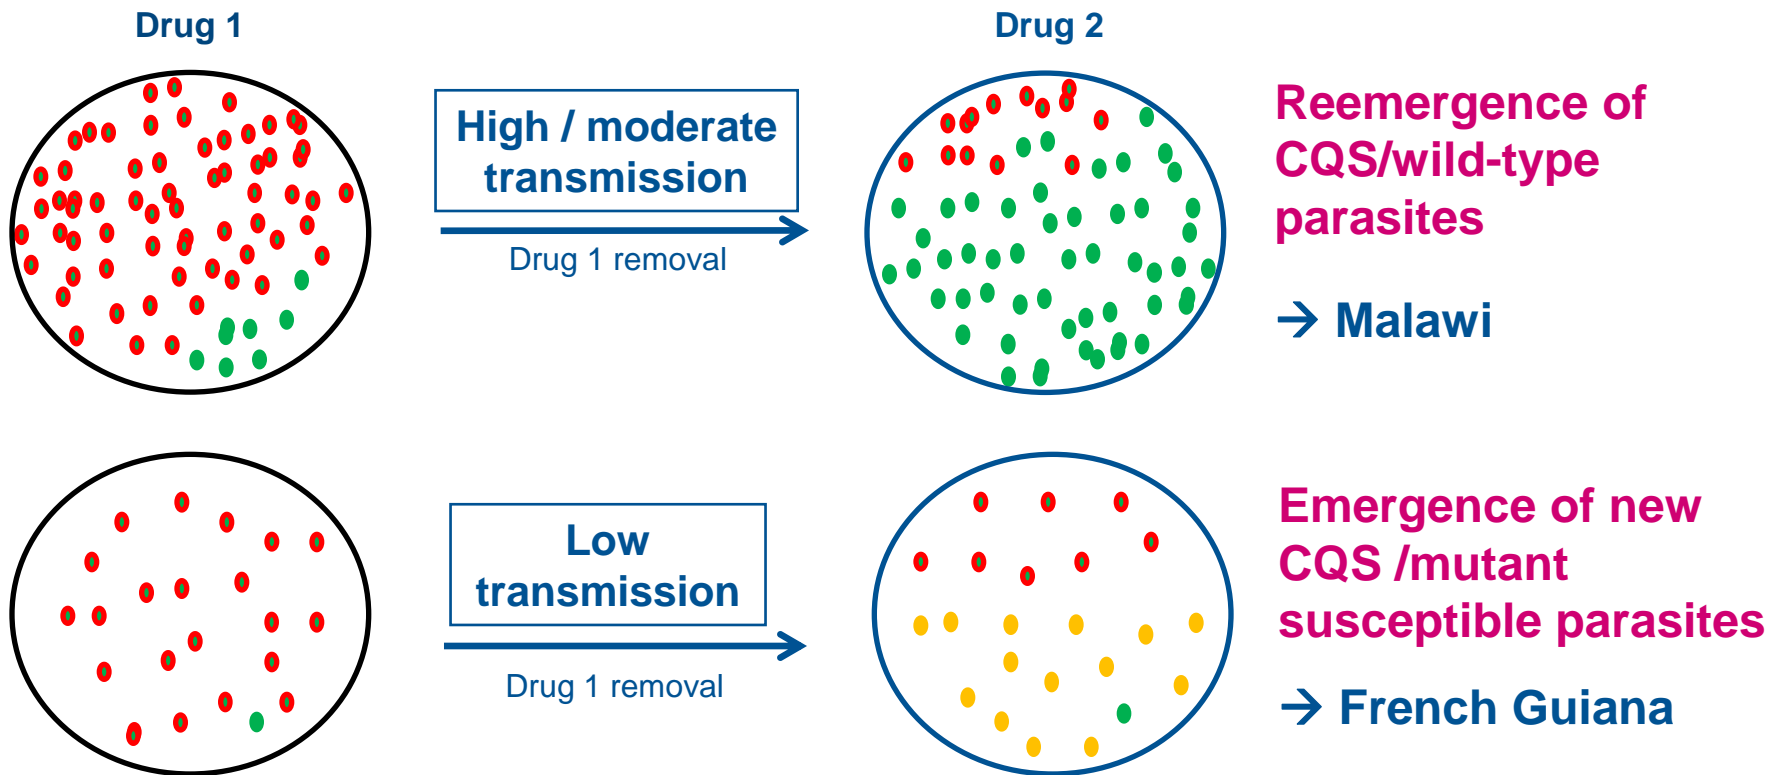 Drug 1
Drug 2
High / moderate
transmission
Drug 1 removal
Reemergence of
CQS/wild-type
parasites
→ Malawi
Low
transmission
Drug 1 removal
Emergence of new
CQS /mutant
susceptible parasites
→ French Guiana